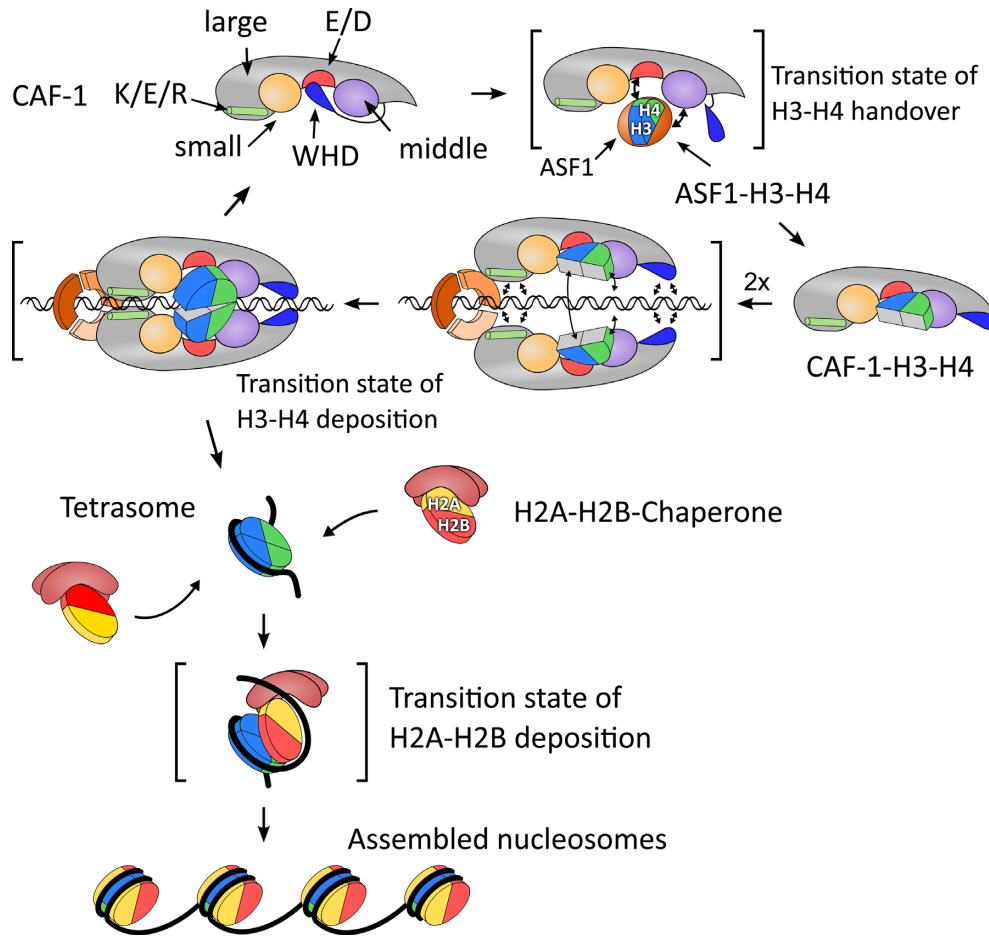 large
E/D
CAF-1
K/E/R
small
WHD
middle
H4
H3
ASF1
Transition state of
H3-H4 handover
ASF1-H3-H4
2x
CAF-1-H3-H4
Transition state of
H3-H4 deposition
Tetrasome
H2A
H2B
H2A-H2B-Chaperone
Transition state of
H2A-H2B deposition
Assembled nucleosomes